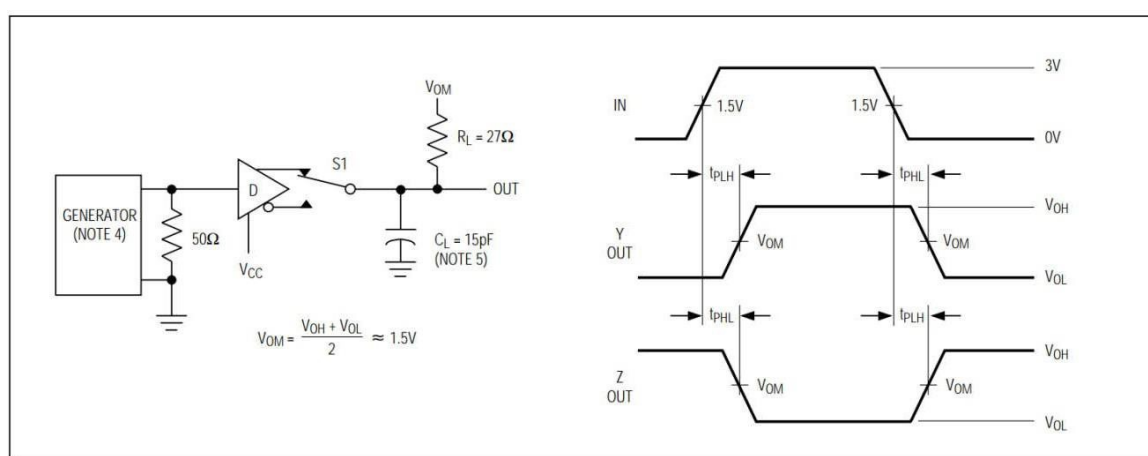 GENERATOR
(NOTE 4)
50Ω
D
VCC
S1
VOM
RL = 27Ω
OUT
CL = 15pF
(NOTE 5)
VOM = VOH + VOL / 2 ≈ 1.5V
IN
1.5V
1.5V
3V
0V
tPLH
tPHL
Y
OUT
VOM
VOM
VOH
VOL
tPHL
tPLH
Z
OUT
VOM
VOM
VOH
VOL